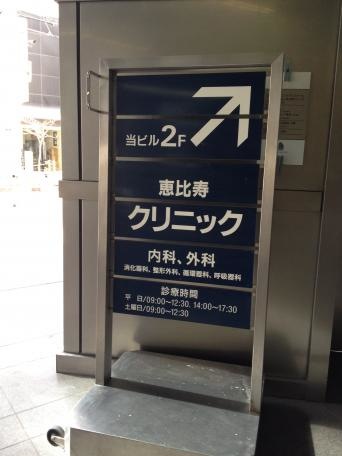 当ビル2F
恵比寿
クリニック
内科、外科
消化器科、整形外科、循環器科、呼吸器科
診療時間
平　日/09:00~12:30. 14:00~17:30
土曜日/09:00~12:30